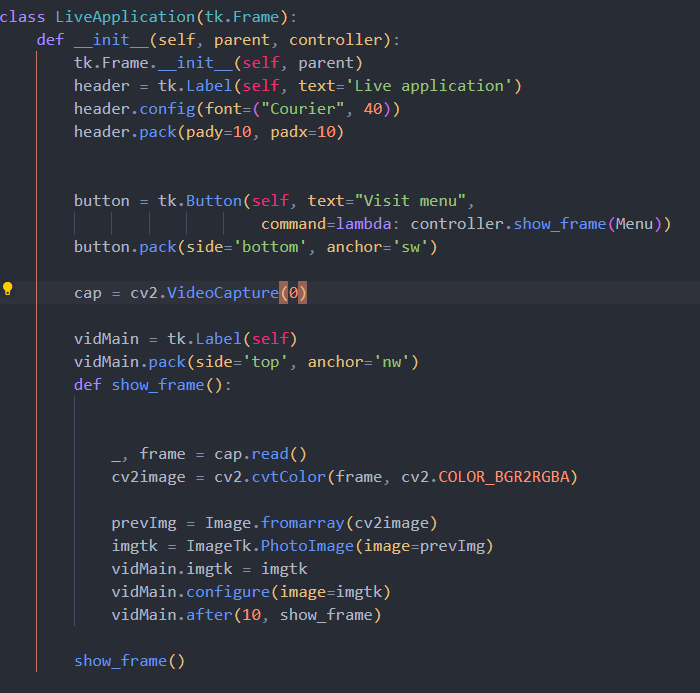 class LiveApplication(tk.Frame):
    def __init__(self, parent, controller):
        tk.Frame.__init__(self, parent)
        header = tk.Label(self, text='Live application')
        header.config(font=("Courier", 40))
        header.pack(pady=10, padx=10)
        button = tk.Button(self, text="Visit menu",
                            command=lambda: controller.show_frame(Menu))
        button.pack(side='bottom', anchor='sw')
        cap = cv2.VideoCapture(0)
        vidMain = tk.Label(self)
        vidMain.pack(side='top', anchor='nw')
        def show_frame():
            _, frame = cap.read()
            cv2image = cv2.cvtColor(frame, cv2.COLOR_BGR2RGBA)
            prevImg = Image.fromarray(cv2image)
            imgtk = ImageTk.PhotoImage(image=prevImg)
            vidMain.imgtk = imgtk
            vidMain.configure(image=imgtk)
            vidMain.after(10, show_frame)
        show_frame()